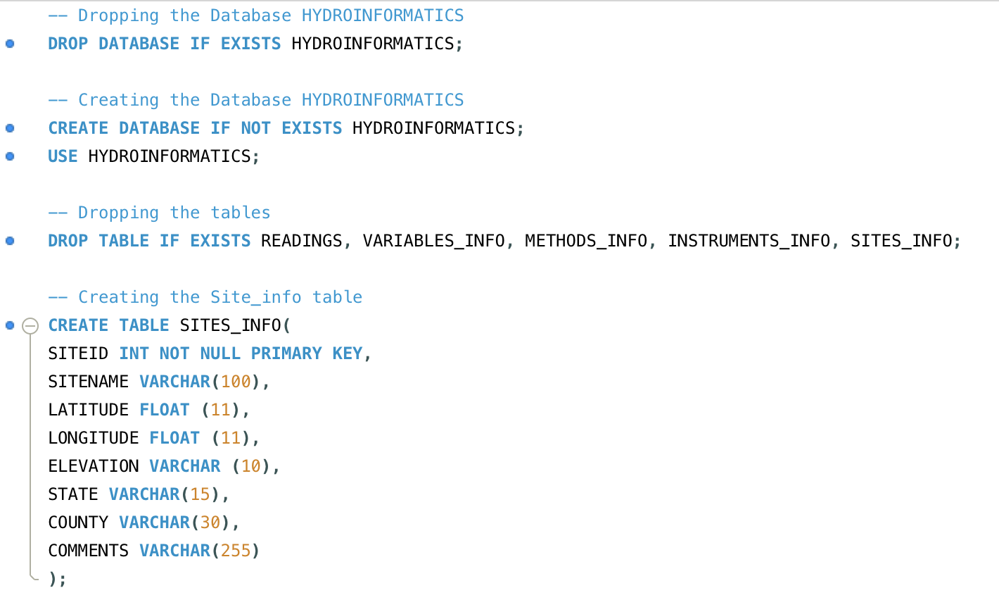 -- Dropping the Database HYDROINFORMATICS
DROP DATABASE IF EXISTS HYDROINFORMATICS;
-- Creating the Database HYDROINFORMATICS
CREATE DATABASE IF NOT EXISTS HYDROINFORMATICS;
USE HYDROINFORMATICS;
-- Dropping the tables
DROP TABLE IF EXISTS READINGS, VARIABLES_INFO, METHODS_INFO, INSTRUMENTS_INFO, SITES_INFO;
-- Creating the Site_info table
CREATE TABLE SITES_INFO(
SITEID INT NOT NULL PRIMARY KEY,
SITENAME VARCHAR(100),
LATITUDE FLOAT (11),
LONGITUDE FLOAT (11),
ELEVATION VARCHAR (10),
STATE VARCHAR(15),
COUNTY VARCHAR(30),
COMMENTS VARCHAR(255)
);